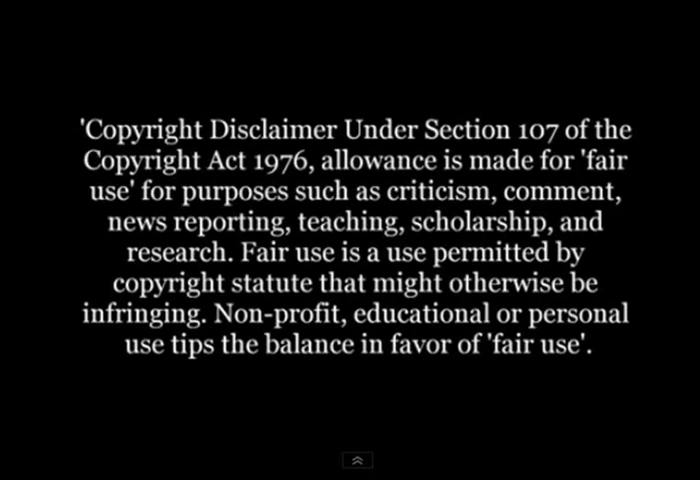 'Copyright Disclaimer Under Section 107 of the
Copyright Act 1976, allowance is made for 'fair
use' for purposes such as criticism, comment,
news reporting, teaching, scholarship, and
research. Fair use is a use permitted by
copyright statute that might otherwise be
infringing. Non-profit, educational or personal
use tips the balance in favor of 'fair use'.